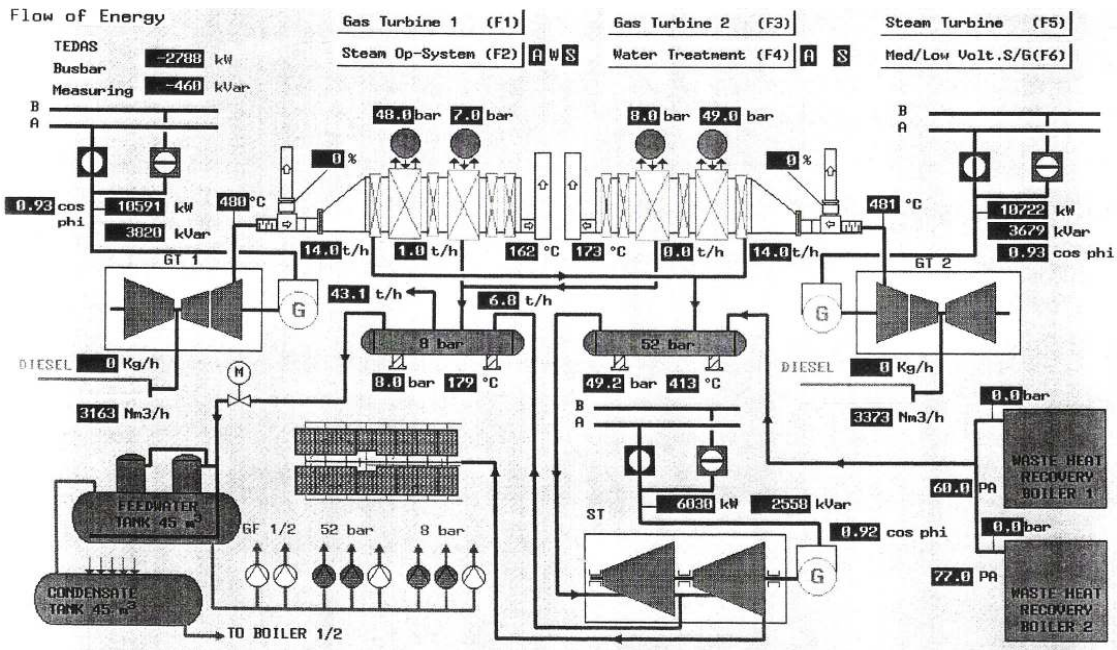 Flow of Energy
Gas Turbine 1 (F1)
Gas Turbine 2 (F3)
Steam Turbine (F5)
TEDAS
-2788 kW
Steam Op-System (F2)
A W S
Water Treatment (F4)
A S
Med/Low Volt.S/G(F6)
Busbar
Measuring
-460 kVar
B
A
48.0 bar
7.0 bar
8.0 bar
49.0 bar
B
A
0 %
0 %
0.93 cos phi
10591 kW
3820 kVar
480 °C
481 °C
10722 kW
3679 kVar
0.93 cos phi
14.0 t/h
1.0 t/h
162 °C
173 °C
0.0 t/h
14.0 t/h
GT 1
GT 2
G
43.1 t/h
6.8 t/h
G
8 bar
52 bar
DIESEL
0 Kg/h
M
8.0 bar
179 °C
49.2 bar
413 °C
DIESEL
0 Kg/h
3163 Nm3/h
3373 Nm3/h
B
A
0.0 bar
WASTE HEAT
RECOVERY
BOILER 1
60.0 PA
FEEDWATER
TANK 45 m3
ST
6030 kW
2558 kVar
GF 1/2
52 bar
8 bar
0.92 cos phi
0.0 bar
G
77.0 PA
WASTE HEAT
RECOVERY
BOILER 2
CONDENSATE
TANK 45 m3
TO BOILER 1/2